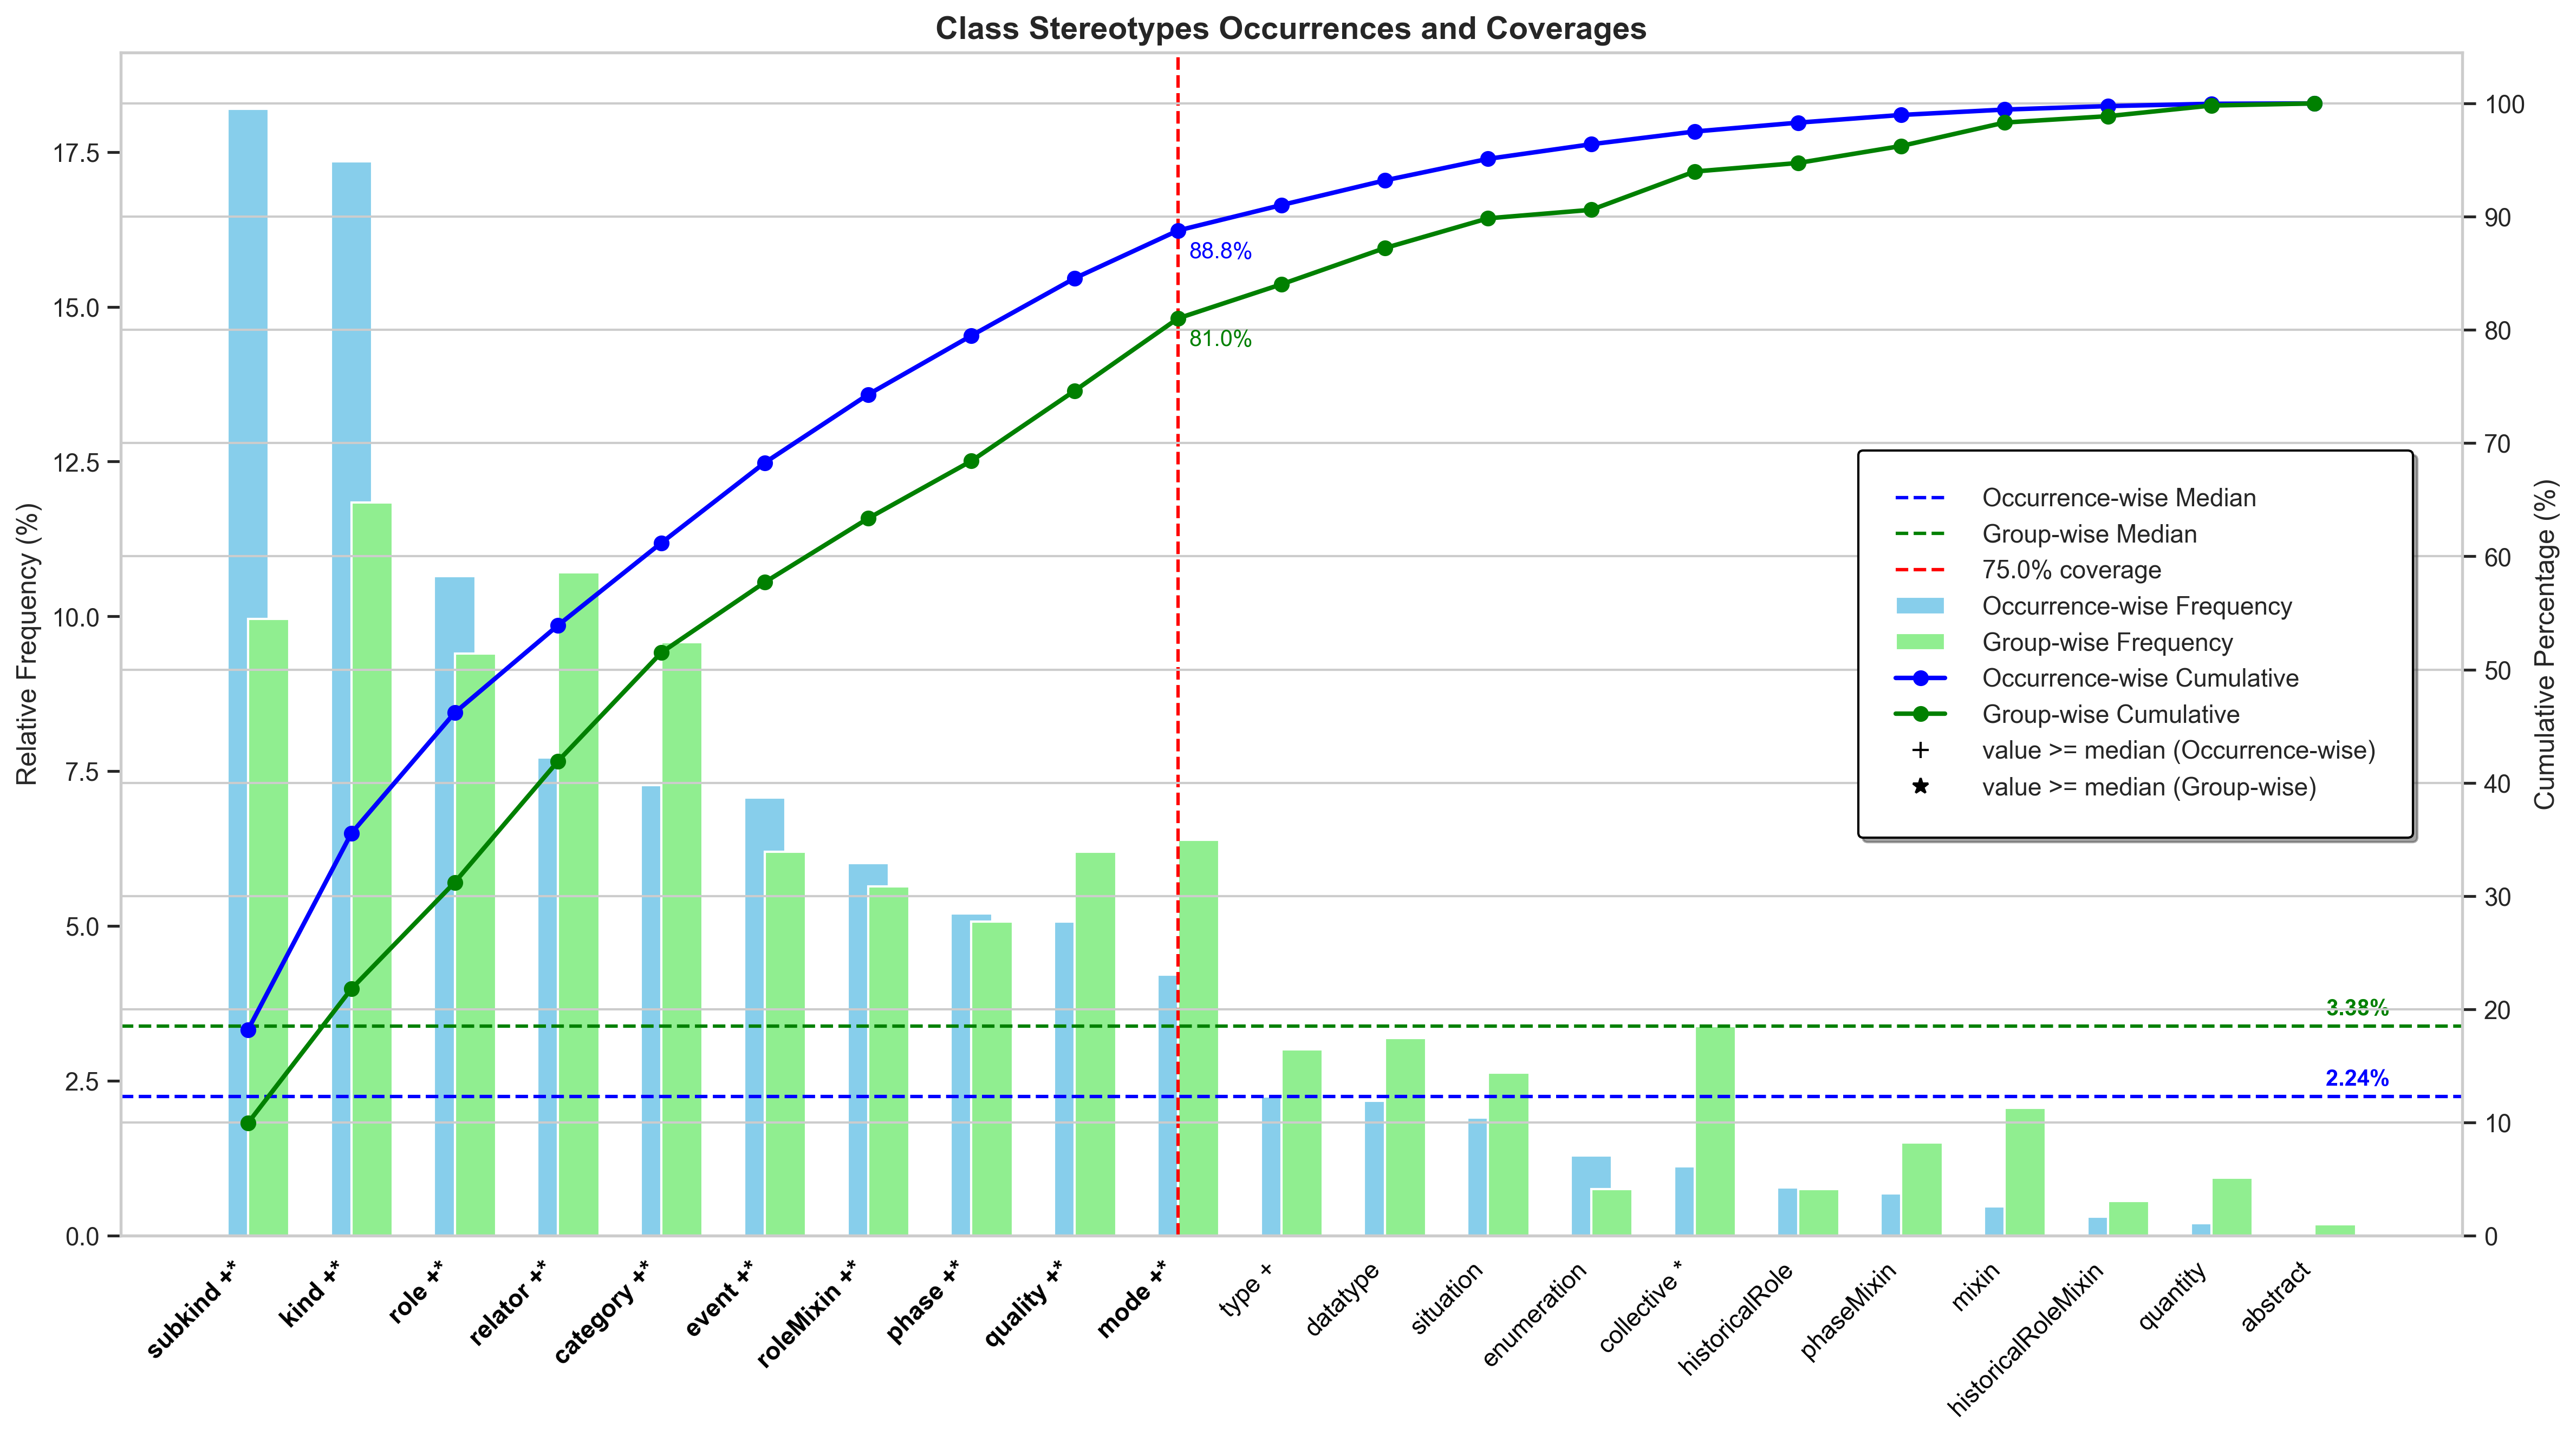 Class Stereotypes Occurrences and Coverages
Relative Frequency (%)
17.5
15.0
12.5
10.0
7.5
5.0
2.5
0.0
88.8%
81.0%
3.38%
2.24%
Occurrence-wise Median
Group-wise Median
75.0% coverage
Occurrence-wise Frequency
Group-wise Frequency
Occurrence-wise Cumulative
Group-wise Cumulative
value >= median (Occurrence-wise)
value >= median (Group-wise)
100
90
80
70
60
50
40
30
20
10
0
Cumulative Percentage (%)
subkind +*
kind +*
role +*
relator +*
category +*
event +*
roleMixin +*
phase +*
quality +*
mode +*
type +
datatype
situation
enumeration
collective *
historicalRole
phaseMixin
mixin
historicalRoleMixin
quantity
abstract